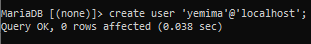 MariaDB [(none)]> create user 'yemima'@'localhost';
Query OK, 0 rows affected (0.038 sec)